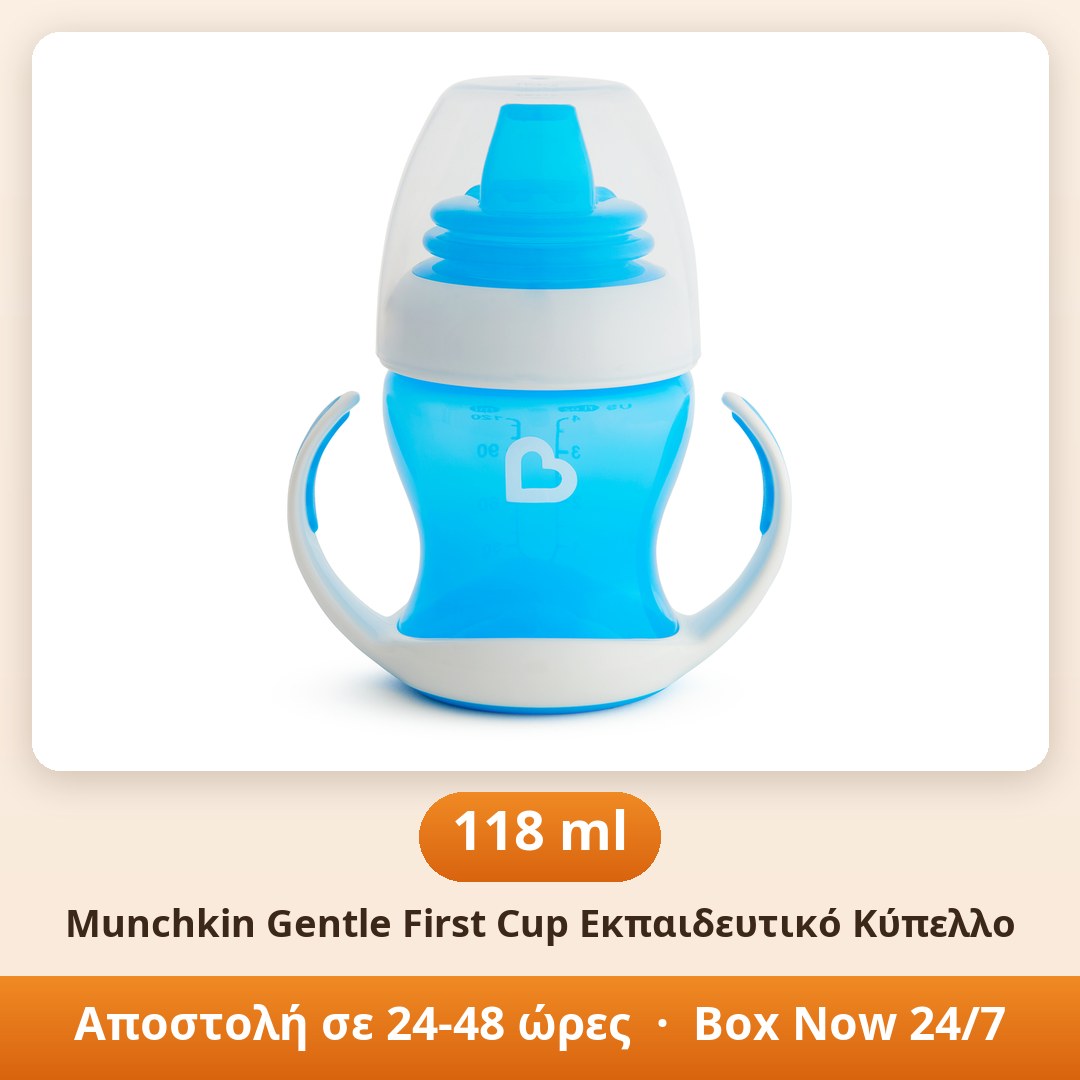 118 ml
Munchkin Gentle First Cup Εκπαιδευτικό Κύπελλο
Αποστολή σε 24-48 ώρες · Box Now 24/7